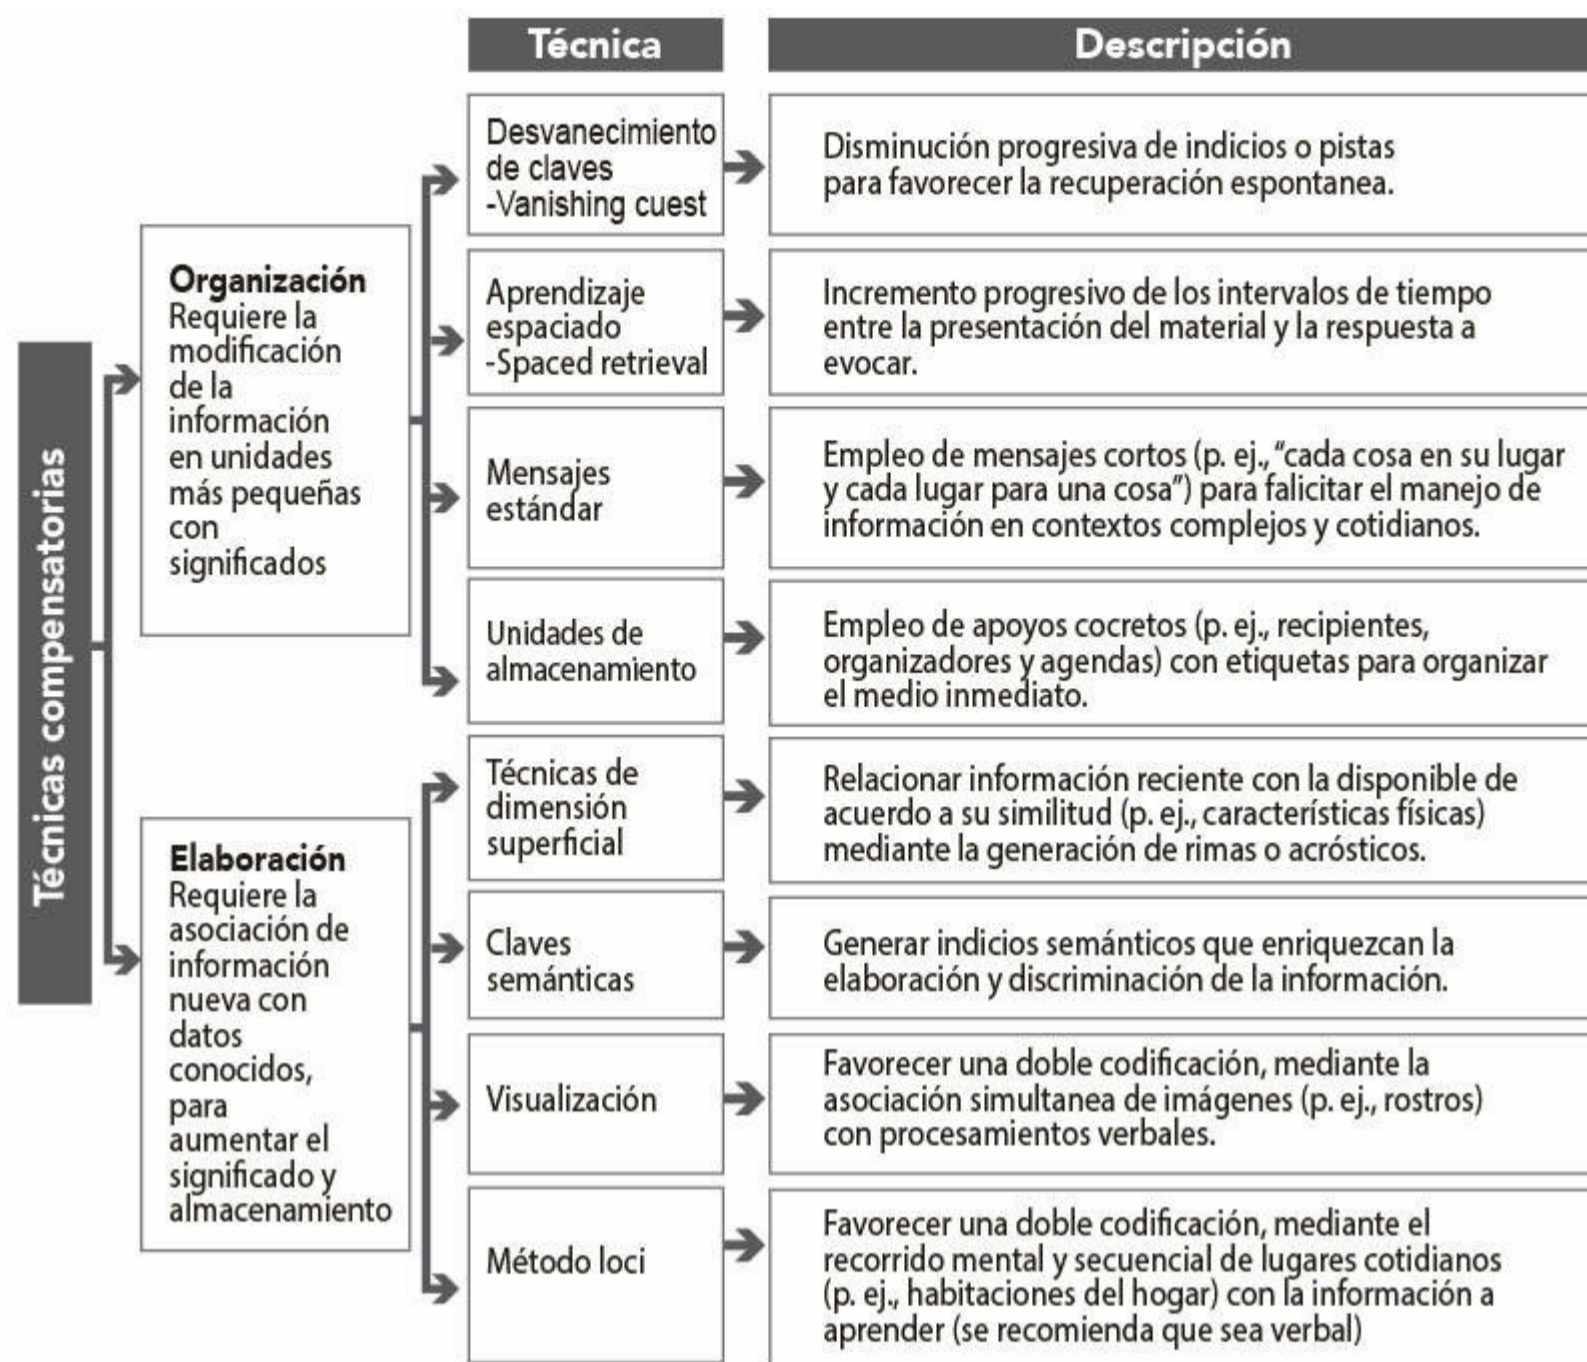 Técnica
Descripción
Técnicas compensatorias
Organización
Requiere la
modificación
de la
información
en unidades
más pequeñas
con
significados
Desvanecimiento
de claves
-Vanishing cuest
Disminución progresiva de indicios o pistas
para favorecer la recuperación espontanea.
Aprendizaje
espaciado
-Spaced retrieval
Incremento progresivo de los intervalos de tiempo
entre la presentación del material y la respuesta a
evocar.
Mensajes
estándar
Empleo de mensajes cortos (p. ej., “cada cosa en su lugar
y cada lugar para una cosa”) para falicitar el manejo de
información en contextos complejos y cotidianos.
Unidades de
almacenamiento
Empleo de apoyos cocretos (p. ej., recipientes,
organizadores y agendas) con etiquetas para organizar
el medio inmediato.
Elaboración
Requiere la
asociación de
información
nueva con
datos
conocidos,
para
aumentar el
significado y
almacenamiento
Técnicas de
dimensión
superficial
Relacionar información reciente con la disponible de
acuerdo a su similitud (p. ej., características físicas)
mediante la generación de rimas o acrósticos.
Claves
semánticas
Generar indicios semánticos que enriquezcan la
elaboración y discriminación de la información.
Visualización
Favorecer una doble codificación, mediante la
asociación simultanea de imágenes (p. ej., rostros)
con procesamientos verbales.
Método loci
Favorecer una doble codificación, mediante el
recorrido mental y secuencial de lugares cotidianos
(p. ej., habitaciones del hogar) con la información a
aprender (se recomienda que sea verbal)